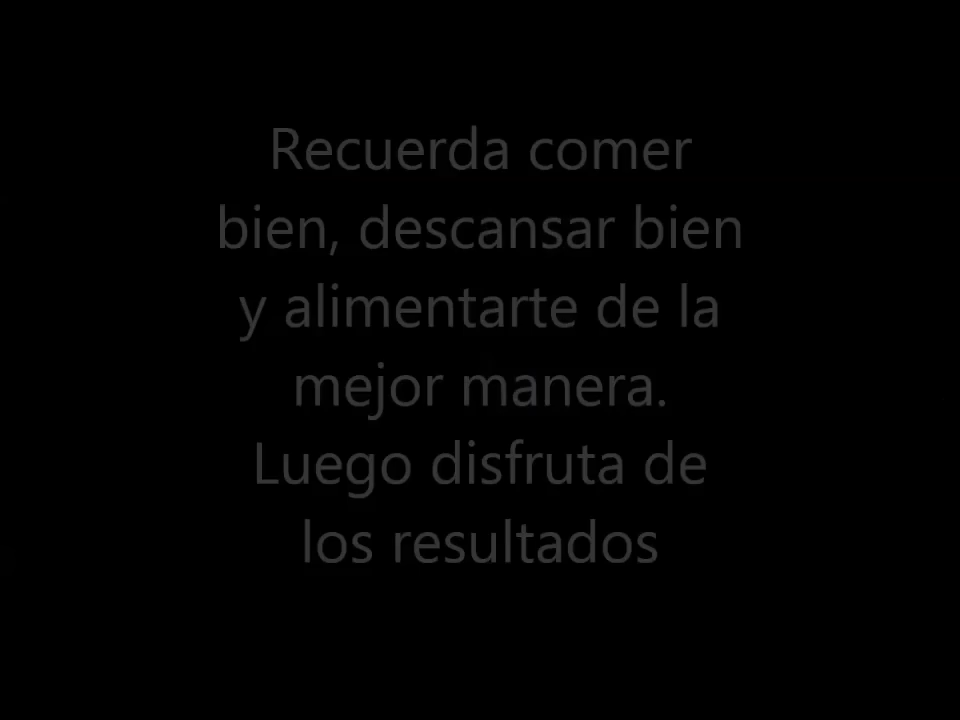 Recuerda comer
bien, descansar bien
y alimentarte de la
mejor manera.
Luego disfruta de
los resultados